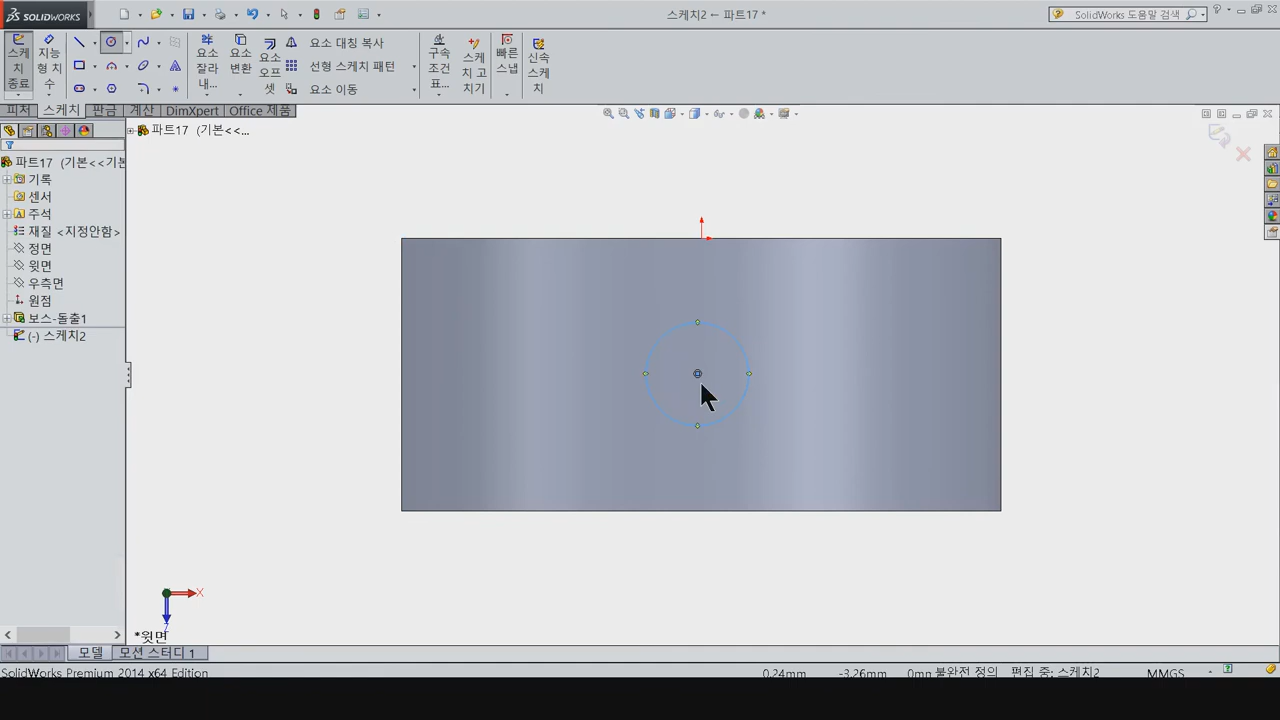 SOLIDWORKS
스케치2 ← 파트17 *
SolidWorks 도움말 검색
스케치 종료
지능형 치수
요소 잘라내...
요소 변환
요소 오프셋
요소 대칭 복사
선형 스케치 패턴
요소 이동
구속조건 표...
스케치 고치기
빠른 스냅
신속 스케치
피처
스케치
판금
계산
DimXpert
Office 제품
파트17 (기본<<...
파트17 (기본<<기본
기록
센서
주석
재질 <지정안함>
정면
윗면
우측면
원점
보스-돌출1
(-) 스케치2
X
*윗면
모델
모션 스터디 1
SolidWorks Premium 2014 x64 Edition
0.24mm
-3.26mm
0mm
불완전 정의
편집 중: 스케치2
MMGS